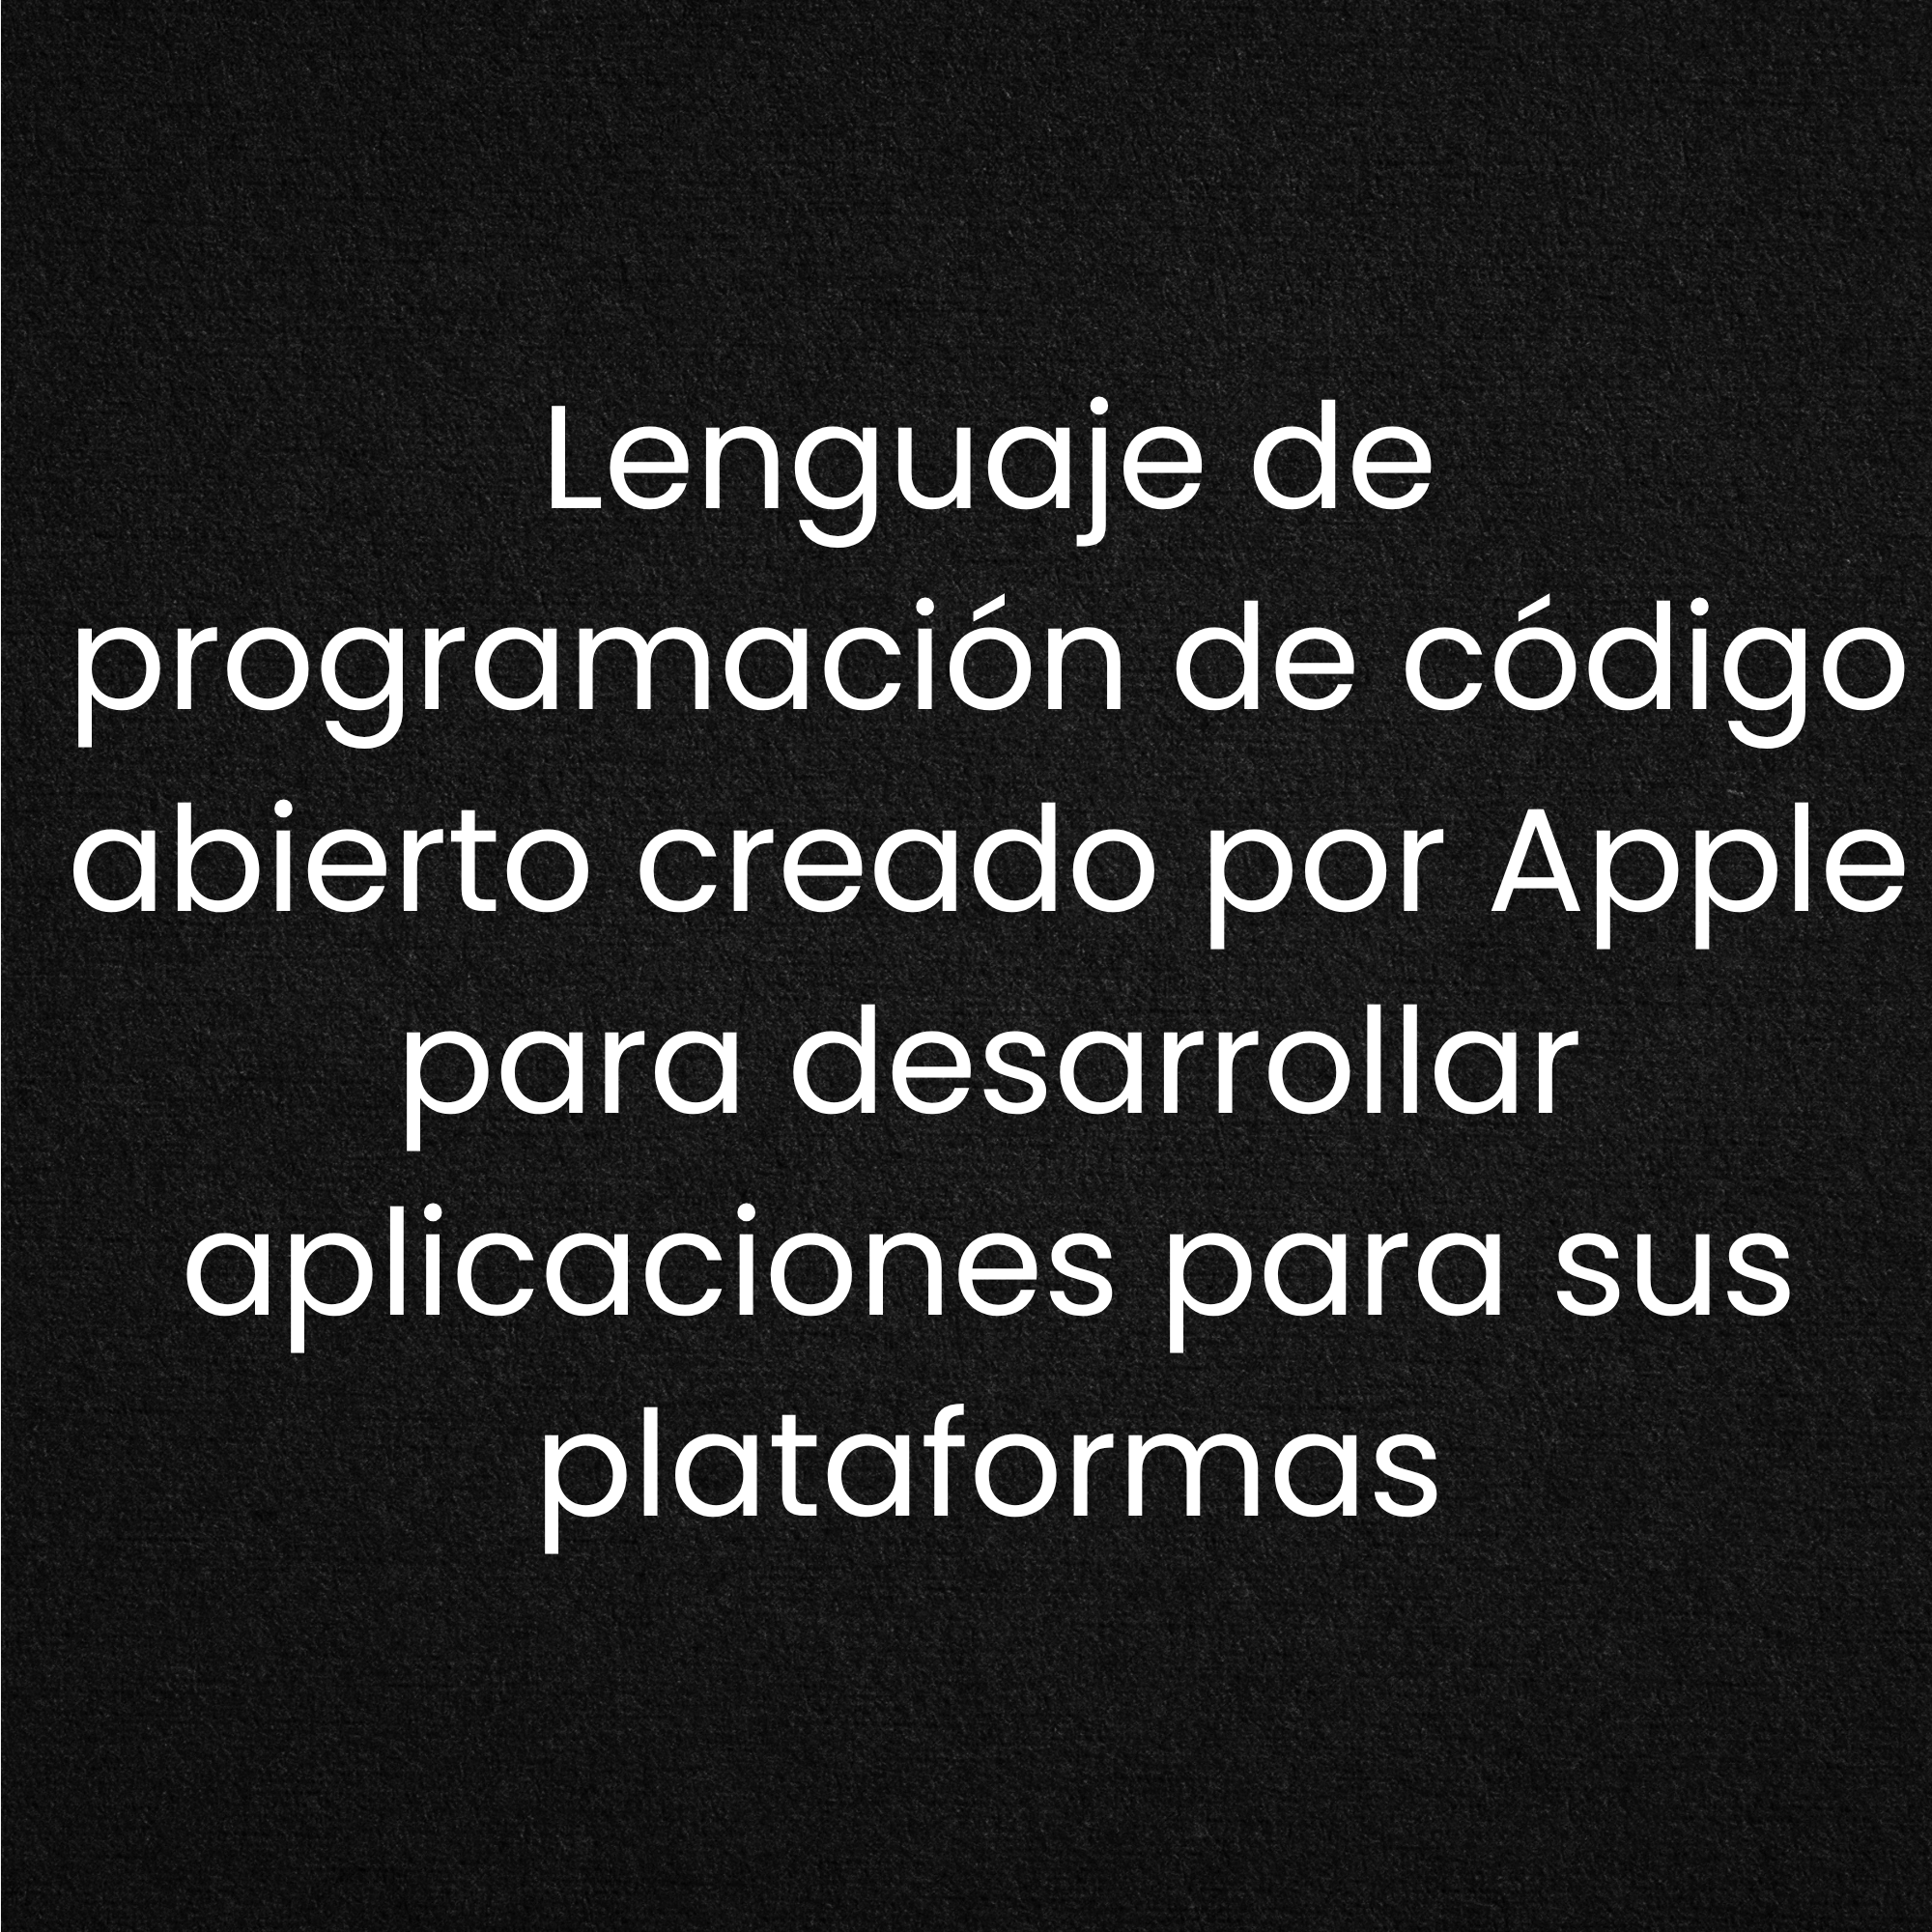 Lenguaje de
programación de código
abierto creado por Apple
para desarrollar
aplicaciones para sus
plataformas